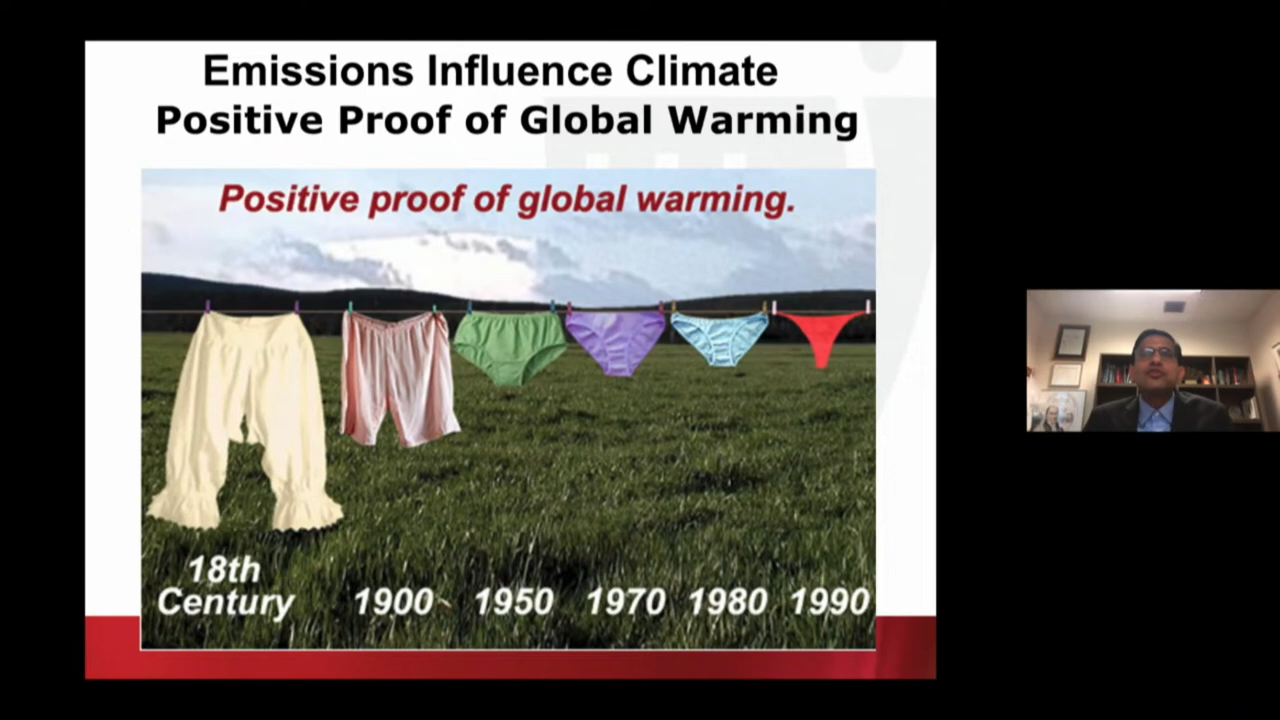 Emissions Influence Climate
Positive Proof of Global Warming
Positive proof of global warming.
18th
Century
1900
1950
1970
1980
1990